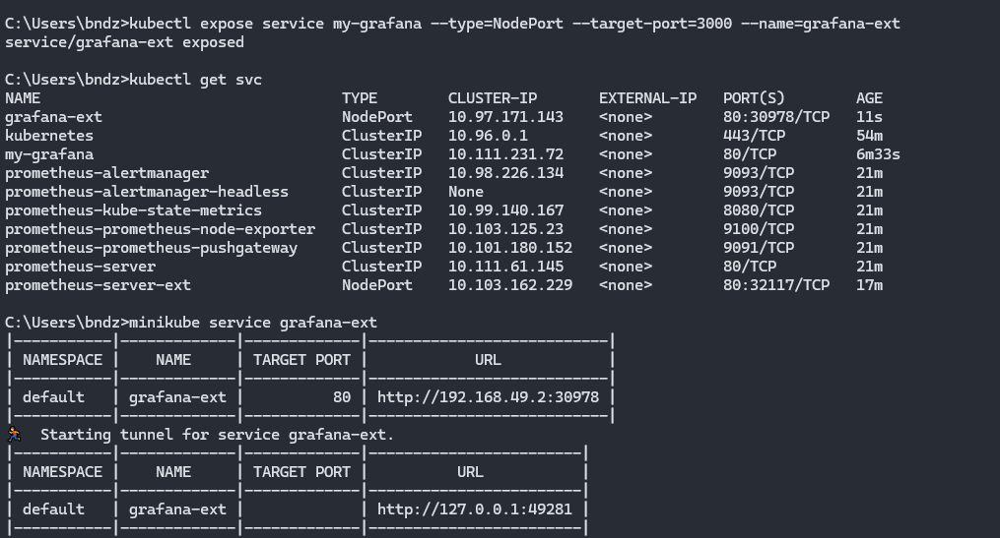 C:\Users\bndz>kubectl expose service my-grafana --type=NodePort --target-port=3000 --name=grafana-ext
service/grafana-ext exposed
C:\Users\bndz>kubectl get svc
NAME                                  TYPE        CLUSTER-IP       EXTERNAL-IP   PORT(S)        AGE
grafana-ext                           NodePort    10.97.171.143    <none>        80:30978/TCP   11s
kubernetes                            ClusterIP   10.96.0.1        <none>        443/TCP        54m
my-grafana                            ClusterIP   10.111.231.72    <none>        80/TCP         6m33s
prometheus-alertmanager               ClusterIP   10.98.226.134    <none>        9093/TCP       21m
prometheus-alertmanager-headless      ClusterIP   None             <none>        9093/TCP       21m
prometheus-kube-state-metrics         ClusterIP   10.99.140.167    <none>        8080/TCP       21m
prometheus-prometheus-node-exporter   ClusterIP   10.103.125.23    <none>        9100/TCP       21m
prometheus-prometheus-pushgateway     ClusterIP   10.101.180.152   <none>        9091/TCP       21m
prometheus-server                     ClusterIP   10.111.61.145    <none>        80/TCP         21m
prometheus-server-ext                 NodePort    10.103.162.229   <none>        80:32117/TCP   17m
C:\Users\bndz>minikube service grafana-ext
|-----------|-------------|-------------|---------------------------|
| NAMESPACE |    NAME     | TARGET PORT |            URL            |
|-----------|-------------|-------------|---------------------------|
| default   | grafana-ext |          80 | http://192.168.49.2:30978 |
|-----------|-------------|-------------|---------------------------|
🏃  Starting tunnel for service grafana-ext.
|-----------|-------------|-------------|------------------------|
| NAMESPACE |    NAME     | TARGET PORT |          URL           |
|-----------|-------------|-------------|------------------------|
| default   | grafana-ext |             | http://127.0.0.1:49281 |
|-----------|-------------|-------------|------------------------|